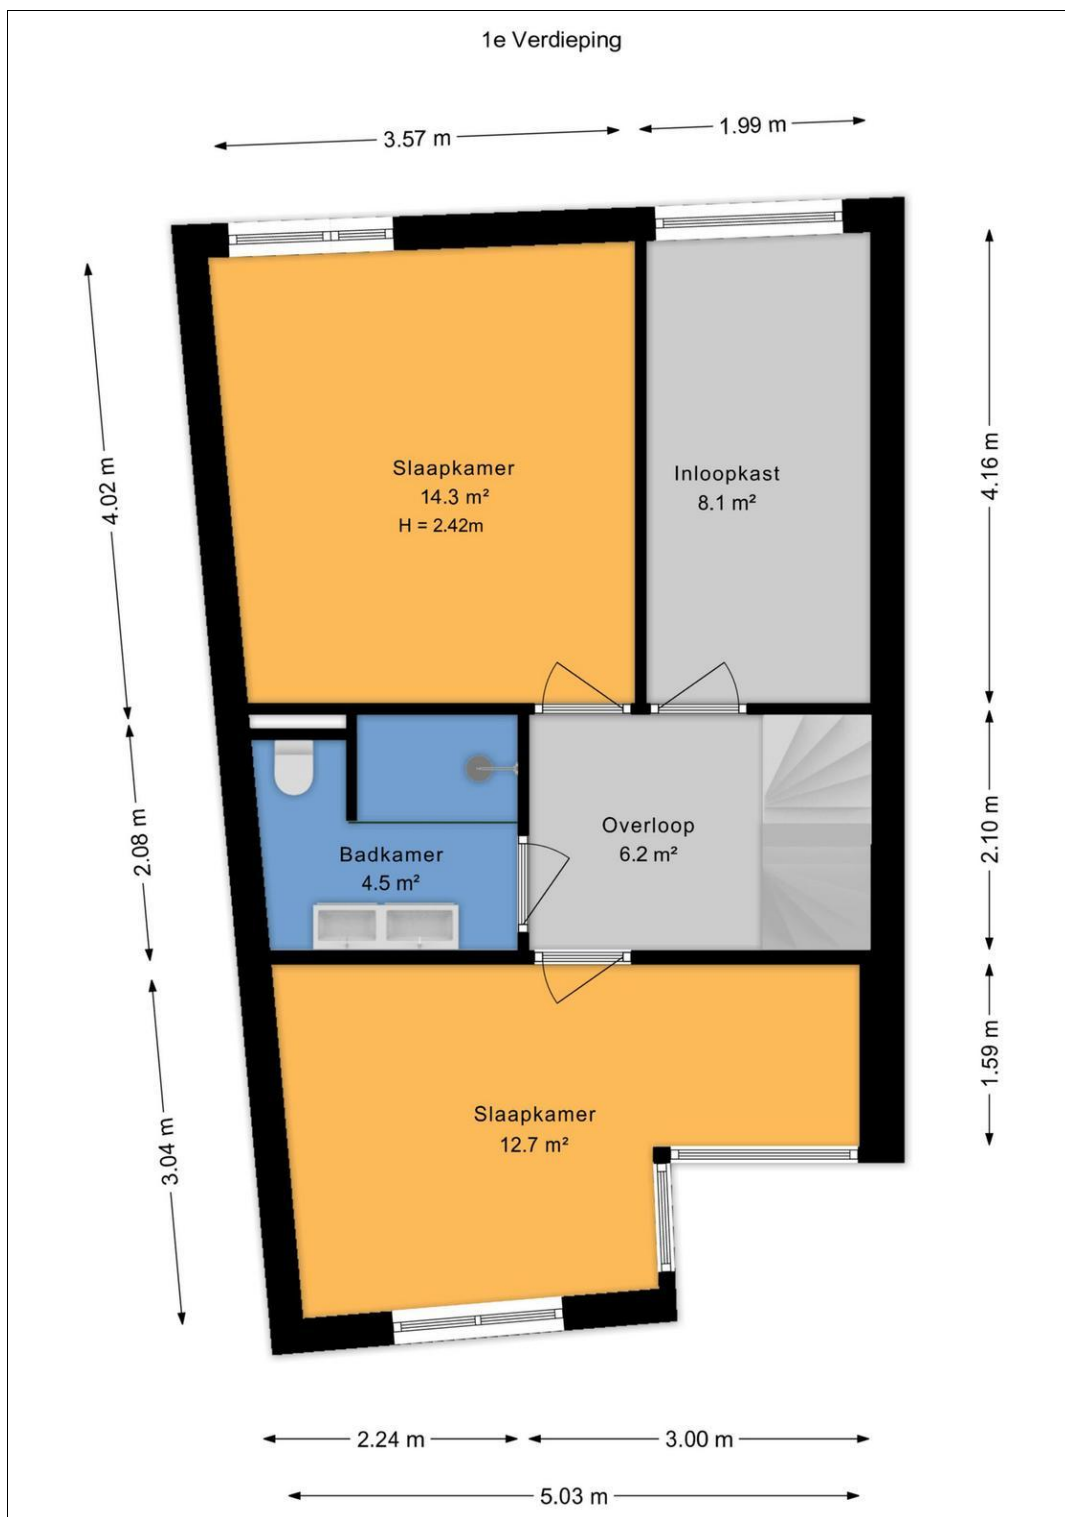 1e Verdieping
3.57 m
1.99 m
4.02 m
4.16 m
Slaapkamer
14.3 m²
H = 2.42m
Inloopkast
8.1 m²
2.08 m
2.10 m
Badkamer
4.5 m²
Overloop
6.2 m²
3.04 m
1.59 m
Slaapkamer
12.7 m²
2.24 m
3.00 m
5.03 m